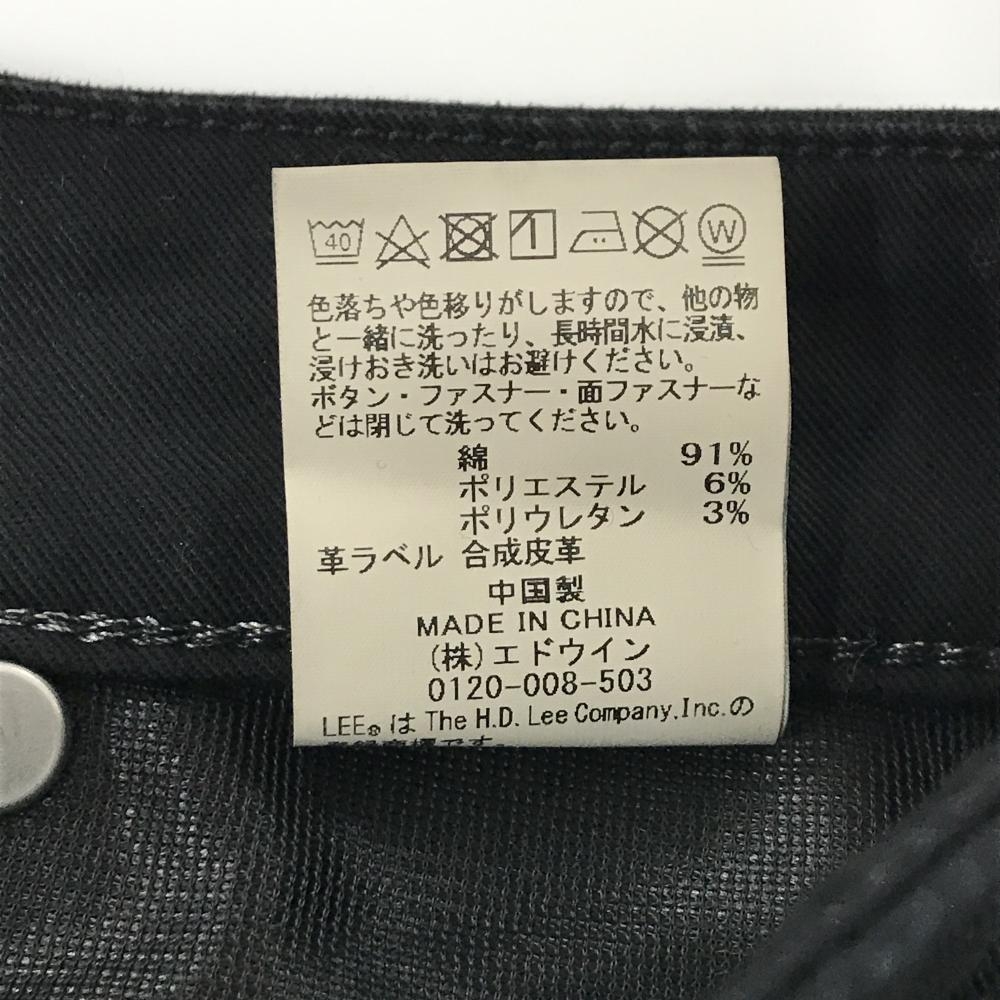 40 W
色落ちや色移りがしますので、他の物
と一緒に洗ったり、長時間水に浸漬、
浸けおき洗いはお避けください。
ボタン・ファスナー・面ファスナーな
どは閉じて洗ってください。
綿 91%
ポリエステル 6%
ポリウレタン 3%
革ラベル 合成皮革
中国製
MADE IN CHINA
(株)エドウイン
0120-008-503
LEE®は The H.D. Lee Company,Inc.の
登録商標です。